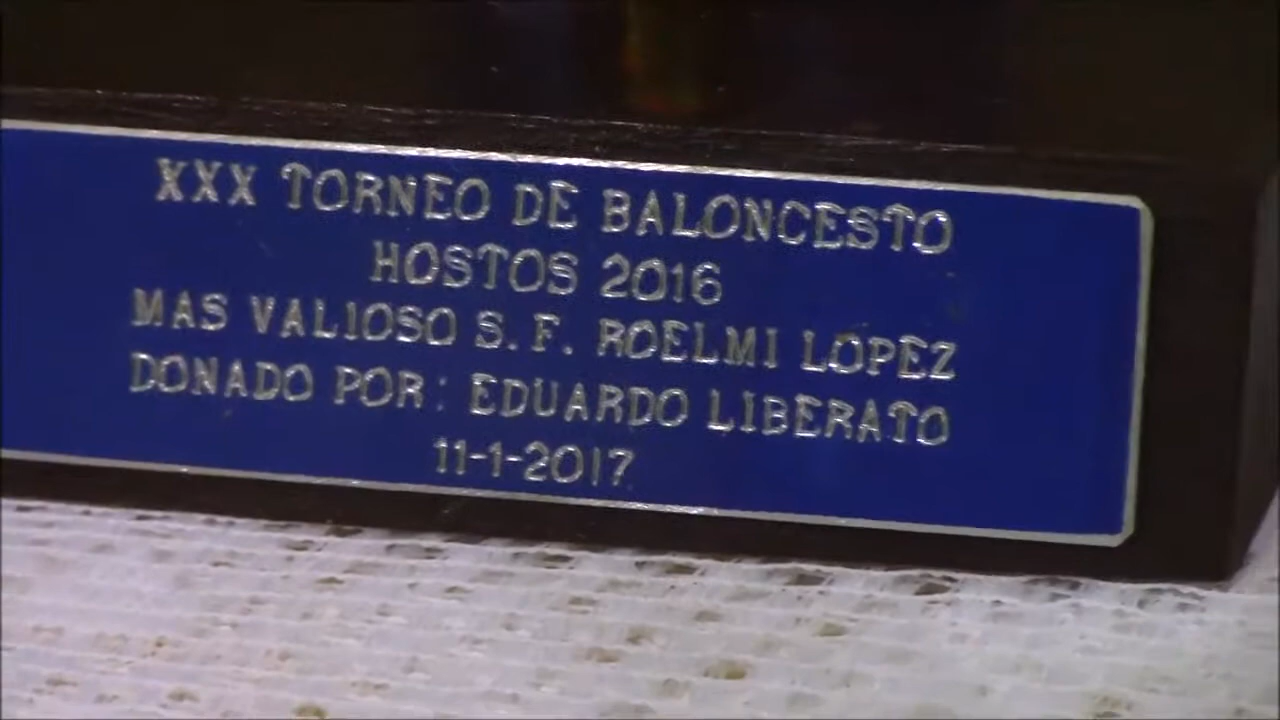 XXX TORNEO DE BALONCESTO
HOSTOS 2016
MAS VALIOSO S. F. ROELMI LOPEZ
DONADO POR: EDUARDO LIBERATO
11-1-2017